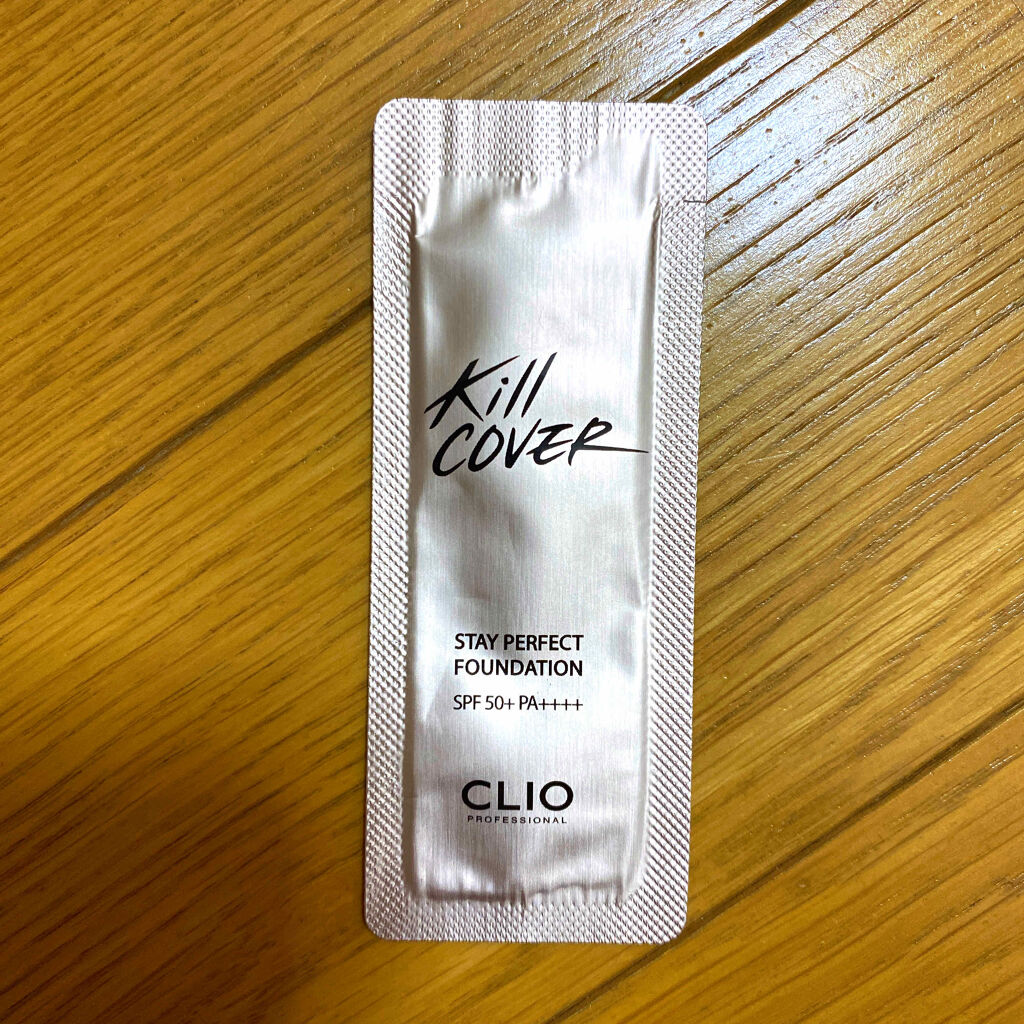 Kill
COVER
STAY PERFECT
FOUNDATION
SPF 50+ PA++++
CLIO
PROFESSIONAL